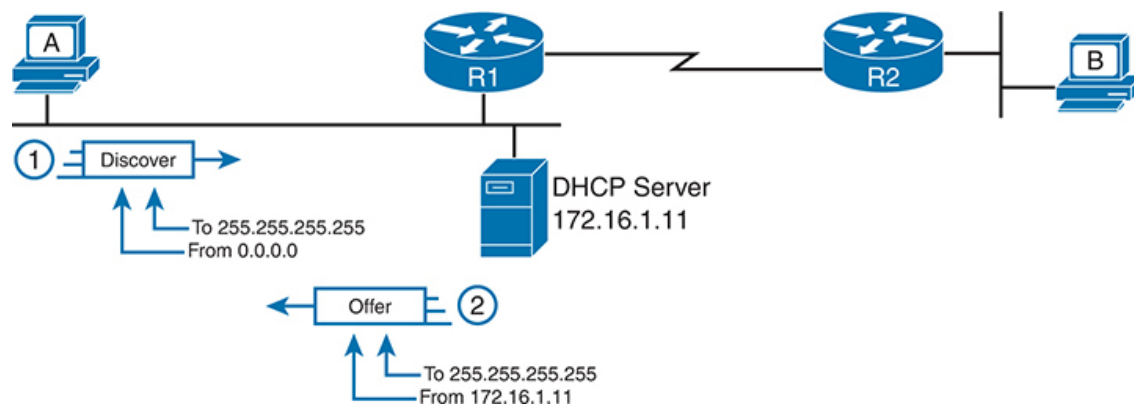 A
R1
R2
B
1
Discover
DHCP Server
172.16.1.11
To 255.255.255.255
From 0.0.0.0
Offer
2
To 255.255.255.255
From 172.16.1.11